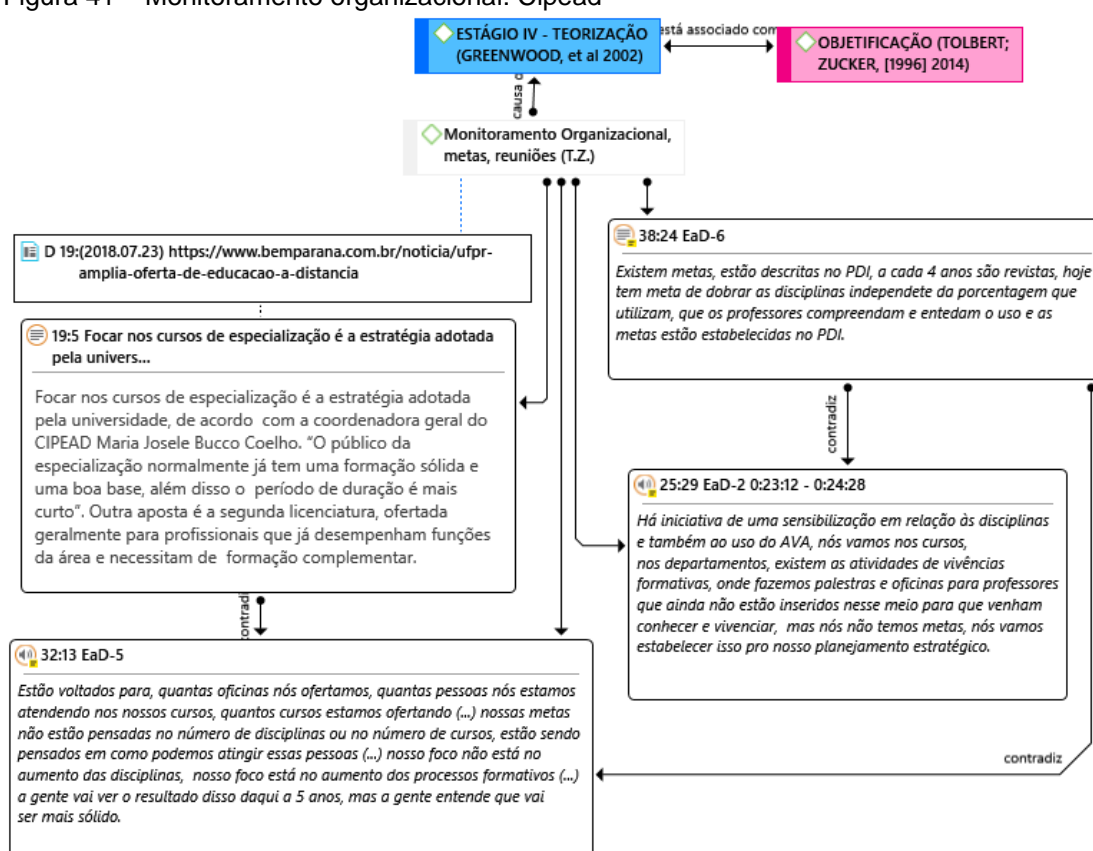 Figura 41 – Monitoramento organizacional: Cipead
ESTÁGIO IV - TEORIZAÇÃO
(GREENWOOD, et al 2002)
está associado com
OBJETIFICAÇÃO (TOLBERT;
ZUCKER, [1996] 2014)
causa d
Monitoramento Organizacional,
metas, reuniões (T.Z.)
D 19:(2018.07.23) https://www.bemparana.com.br/noticia/ufpr-
amplia-oferta-de-educacao-a-distancia
38:24 EaD-6
Existem metas, estão descritas no PDI, a cada 4 anos são revistas, hoje
tem meta de dobrar as disciplinas independete da porcentagem que
utilizam, que os professores compreendam e entedam o uso e as
metas estão estabelecidas no PDI.
19:5 Focar nos cursos de especialização é a estratégia adotada
pela univers...
Focar nos cursos de especialização é a estratégia adotada
pela universidade, de acordo com a coordenadora geral do
CIPEAD Maria Josele Bucco Coelho. “O público da
especialização normalmente já tem uma formação sólida e
uma boa base, além disso o período de duração é mais
curto”. Outra aposta é a segunda licenciatura, ofertada
geralmente para profissionais que já desempenham funções
da área e necessitam de formação complementar.
contradiz
25:29 EaD-2 0:23:12 - 0:24:28
Há iniciativa de uma sensibilização em relação às disciplinas
e também ao uso do AVA, nós vamos nos cursos,
nos departamentos, existem as atividades de vivências
formativas, onde fazemos palestras e oficinas para professores
que ainda não estão inseridos nesse meio para que venham
conhecer e vivenciar, mas nós não temos metas, nós vamos
estabelecer isso pro nosso planejamento estratégico.
contradi
32:13 EaD-5
Estão voltados para, quantas oficinas nós ofertamos, quantas pessoas nós estamos
atendendo nos nossos cursos, quantos cursos estamos ofertando (...) nossas metas
não estão pensadas no número de disciplinas ou no número de cursos, estão sendo
pensados em como podemos atingir essas pessoas (...) nosso foco não está no
aumento das disciplinas, nosso foco está no aumento dos processos formativos (...)
a gente vai ver o resultado disso daqui a 5 anos, mas a gente entende que vai
ser mais sólido.
contradiz